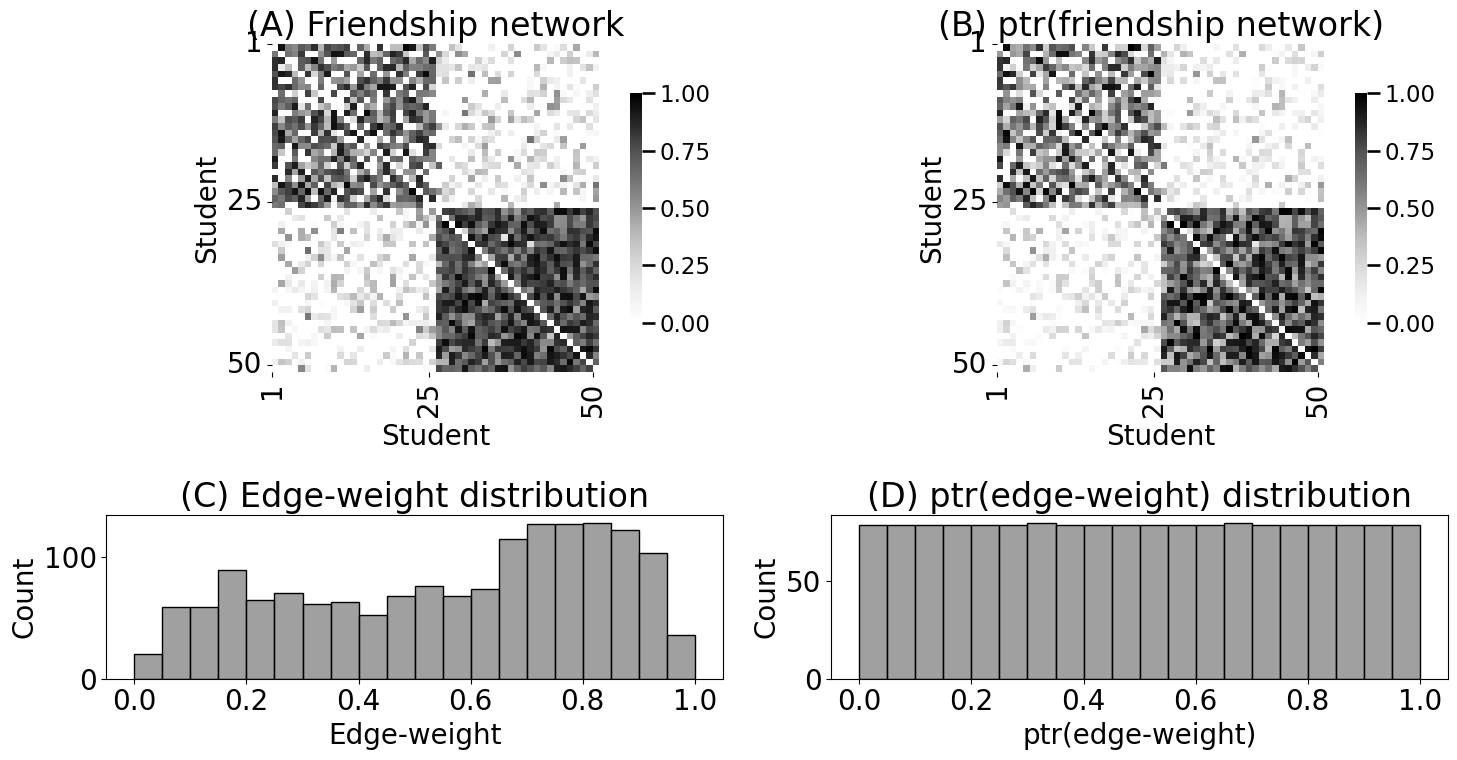 (A) Friendship network
1
25
50
Student
1
25
50
Student
1.00
0.75
0.50
0.25
0.00
(B) ptr(friendship network)
1
25
50
Student
1
25
50
Student
1.00
0.75
0.50
0.25
0.00
(C) Edge-weight distribution
100
0
Count
0.0 0.2 0.4 0.6 0.8 1.0
Edge-weight
(D) ptr(edge-weight) distribution
50
0
Count
0.0 0.2 0.4 0.6 0.8 1.0
ptr(edge-weight)